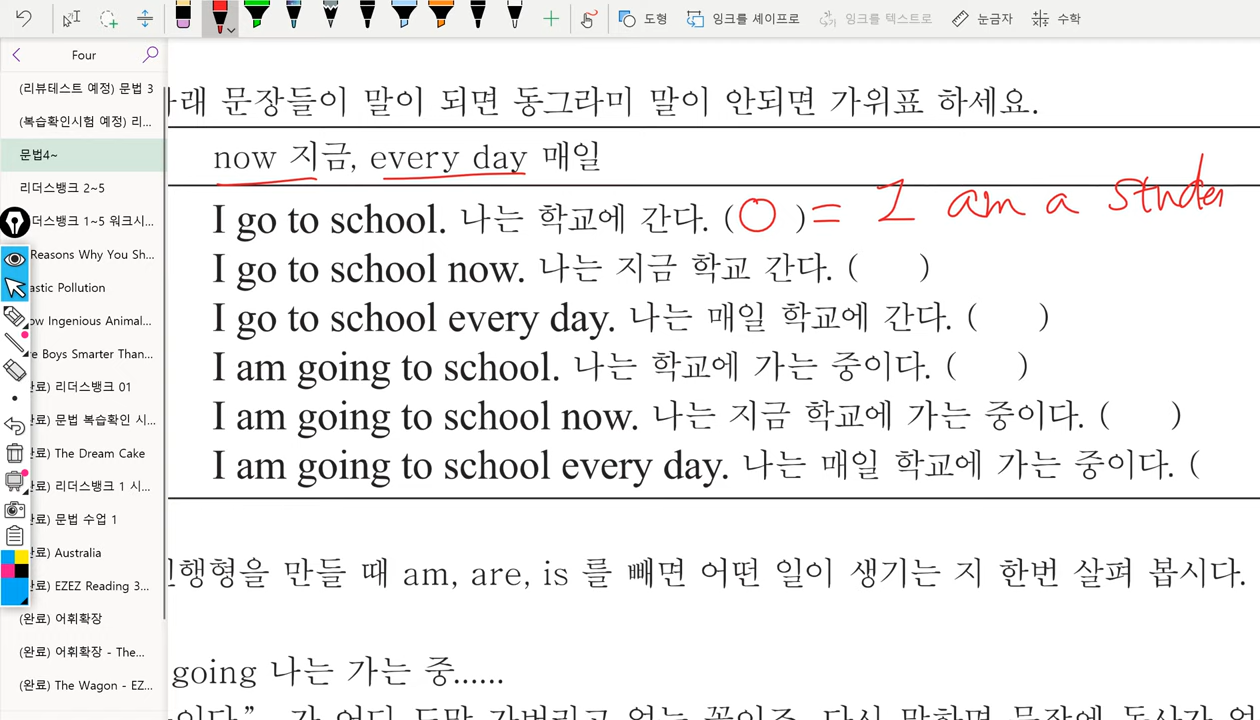 도형
잉크를 셰이프로
잉크를 텍스트로
눈금자
수학
Four
(리뷰테스트 예정) 문법 3
(복습확인시험 예정) 리...
문법4~
리더스뱅크 2~5
더스뱅크 1~5 워크시...
Reasons Why You Sh...
astic Pollution
ow Ingenious Animal...
re Boys Smarter Than...
료) 리더스뱅크 01
료) 문법 복습확인 시...
료) The Dream Cake
료) 리더스뱅크 1 시...
료) 문법 수업 1
료) Australia
료) EZEZ Reading 3...
(완료) 어휘확장
(완료) 어휘확장 - The...
(완료) The Wagon - EZ...
래 문장들이 말이 되면 동그라미 말이 안되면 가위표 하세요.
now 지금, every day 매일
I go to school. 나는 학교에 간다. ( O ) = I am a studen
I go to school now. 나는 지금 학교 간다. ( )
I go to school every day. 나는 매일 학교에 간다. ( )
I am going to school. 나는 학교에 가는 중이다. ( )
I am going to school now. 나는 지금 학교에 가는 중이다. ( )
I am going to school every day. 나는 매일 학교에 가는 중이다. (
행형을 만들 때 am, are, is 를 빼면 어떤 일이 생기는 지 한번 살펴 봅시다.
going 나는 가는 중......